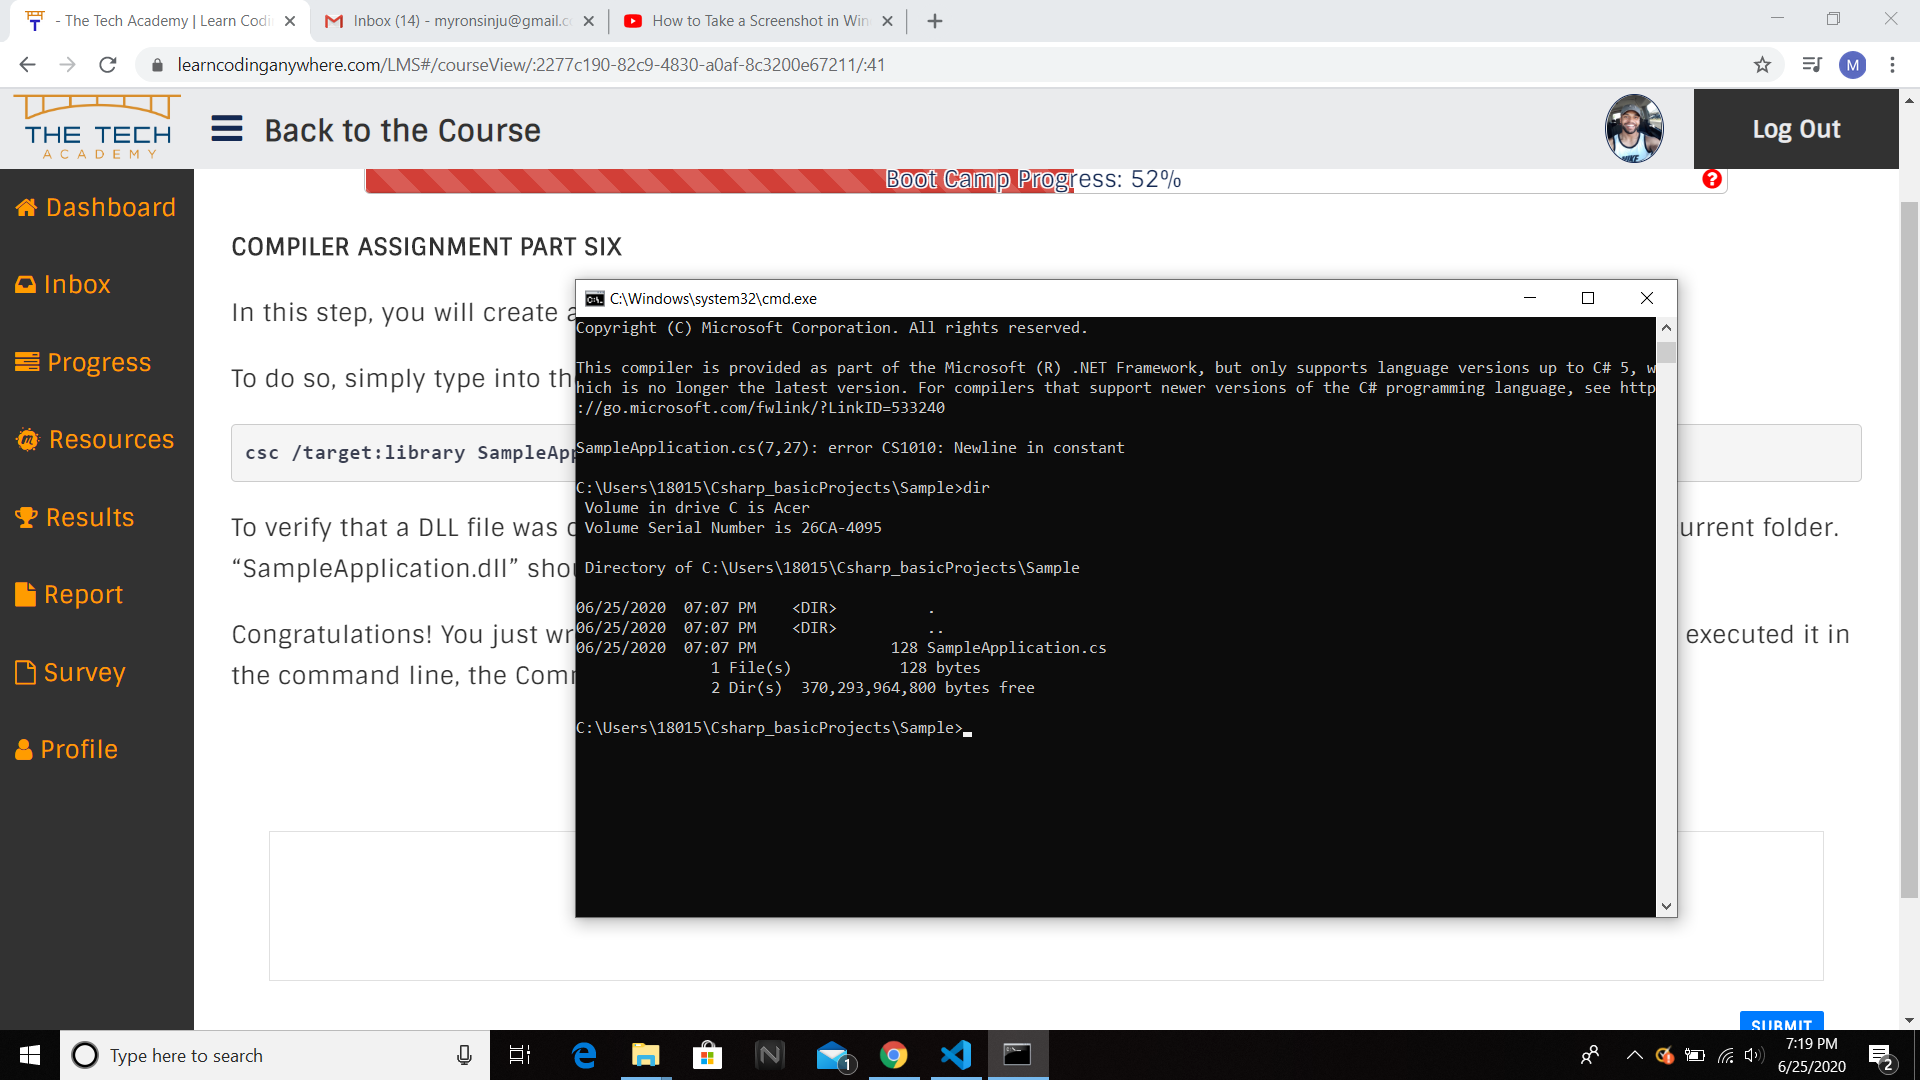 - The Tech Academy | Learn Codi
Inbox (14) - myronsinju@gmail.c
How to Take a Screenshot in Win
learncodinganywhere.com/LMS#/courseView/:2277c190-82c9-4830-a0af-8c3200e67211/:41
M
THE TECH
ACADEMY
Back to the Course
Log Out
Boot Camp Progress: 52%
Dashboard
Inbox
Progress
Resources
Results
Report
Survey
Profile
COMPILER ASSIGNMENT PART SIX
In this step, you will create a
To do so, simply type into th
csc /target:library SampleApp
To verify that a DLL file was c
urrent folder.
“SampleApplication.dll” shou
Congratulations! You just wr
executed it in
the command line, the Comm
C:\Windows\system32\cmd.exe
Copyright (C) Microsoft Corporation. All rights reserved.
This compiler is provided as part of the Microsoft (R) .NET Framework, but only supports language versions up to C# 5, w
hich is no longer the latest version. For compilers that support newer versions of the C# programming language, see http
://go.microsoft.com/fwlink/?LinkID=533240
SampleApplication.cs(7,27): error CS1010: Newline in constant
C:\Users\18015\Csharp_basicProjects\Sample>dir
Volume in drive C is Acer
Volume Serial Number is 26CA-4095
Directory of C:\Users\18015\Csharp_basicProjects\Sample
06/25/2020  07:07 PM    <DIR>          .
06/25/2020  07:07 PM    <DIR>          ..
06/25/2020  07:07 PM               128 SampleApplication.cs
1 File(s)            128 bytes
2 Dir(s)  370,293,964,800 bytes free
C:\Users\18015\Csharp_basicProjects\Sample>
SUBMIT
Type here to search
1
7:19 PM
6/25/2020
2